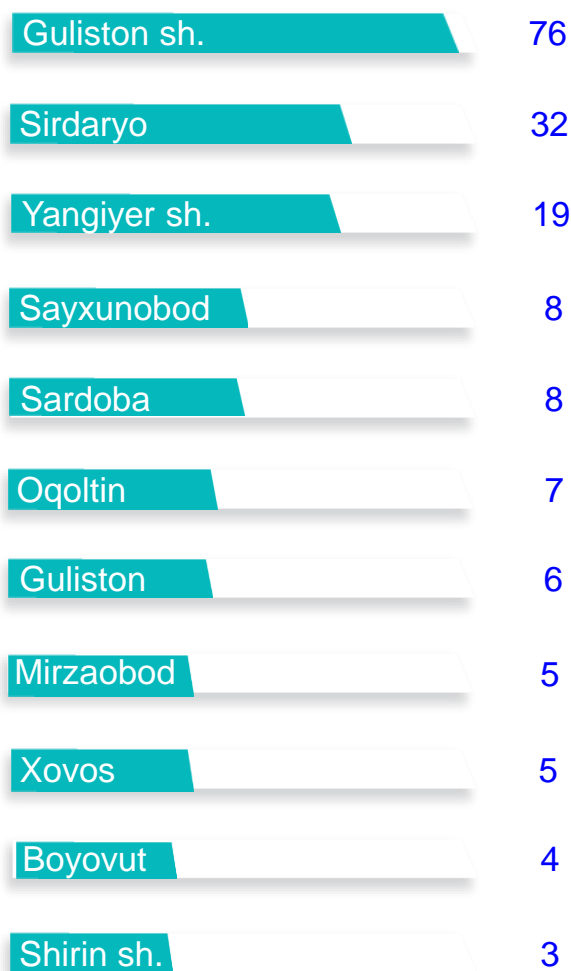 Guliston sh. 76
Sirdaryo 32
Yangiyer sh. 19
Sayxunobod 8
Sardoba 8
Oqoltin 7
Guliston 6
Mirzaobod 5
Xovos 5
Boyovut 4
Shirin sh. 3